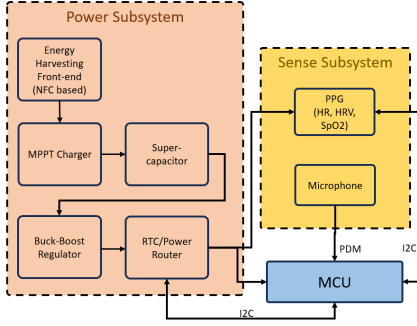 Power Subsystem
Energy
Harvesting
Front-end
(NFC based)
MPPT Charger
Super-
capacitor
Buck-Boost
Regulator
RTC/Power
Router
Sense Subsystem
PPG
(HR, HRV,
SpO2)
Microphone
PDM
I2C
MCU
I2C